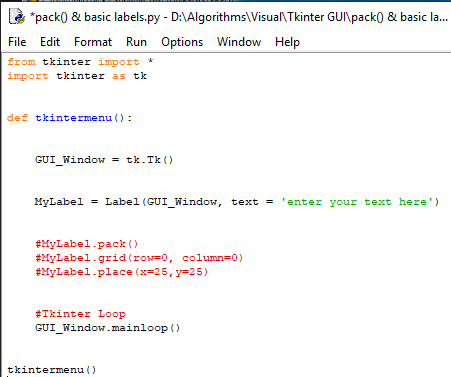 *pack() & basic labels.py - D:\Algorithms\Visual\Tkinter GUI\pack() & basic la...
File Edit Format Run Options Window Help
from tkinter import *
import tkinter as tk
def tkintermenu():
GUI_Window = tk.Tk()
MyLabel = Label(GUI_Window, text = 'enter your text here')
#MyLabel.pack()
#MyLabel.grid(row=0, column=0)
#MyLabel.place(x=25,y=25)
#Tkinter Loop
GUI_Window.mainloop()
tkintermenu()